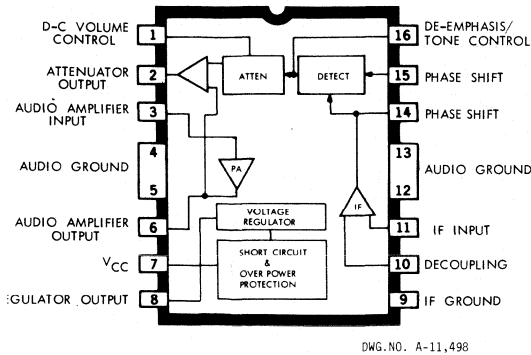 D-C VOLUME
CONTROL
1
ATTENUATOR
OUTPUT
2
AUDIO AMPLIFIER
INPUT
3
AUDIO GROUND
4
5
AUDIO AMPLIFIER
OUTPUT
6
VCC
7
EGULATOR OUTPUT
8
ATTEN
DETECT
PA
IF
VOLTAGE
REGULATOR
SHORT CIRCUIT
&
OVER POWER
PROTECTION
16
DE-EMPHASIS/
TONE CONTROL
15
PHASE SHIFT
14
PHASE SHIFT
13
12
AUDIO GROUND
11
IF INPUT
10
DECOUPLING
9
IF GROUND
DWG.NO. A-11,498